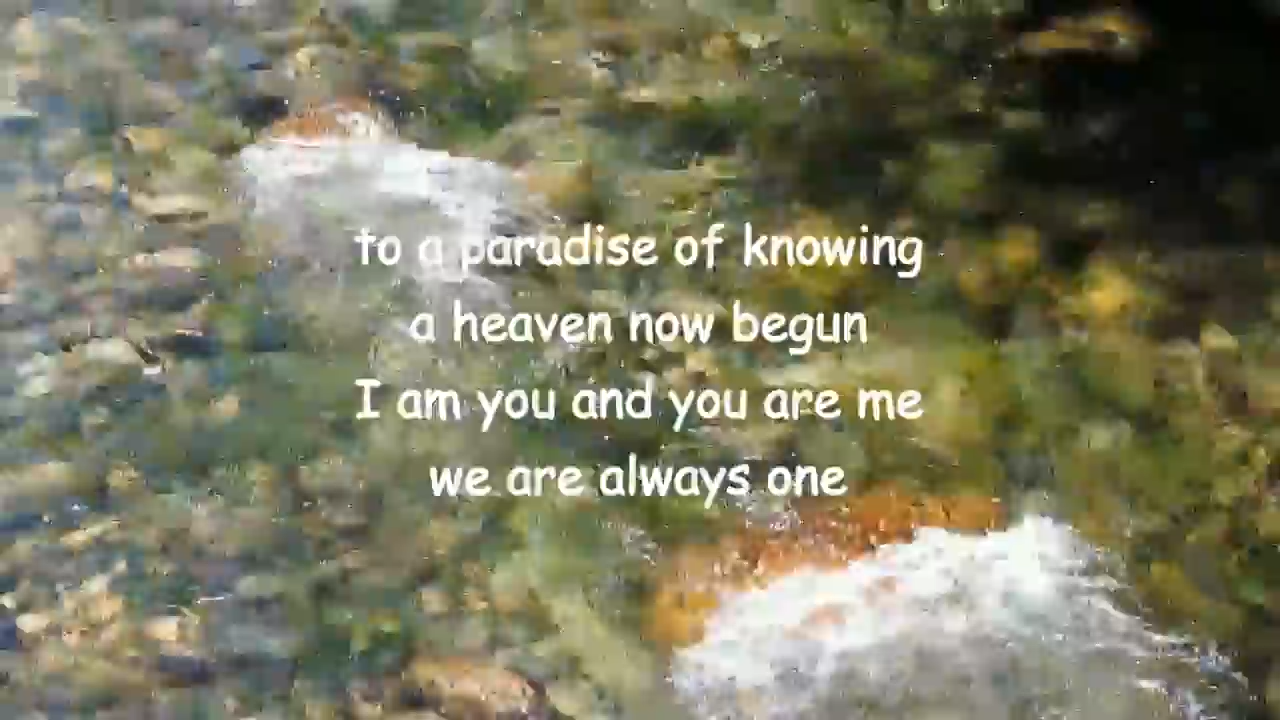 to a paradise of knowing
a heaven now begun
I am you and you are me
we are always one